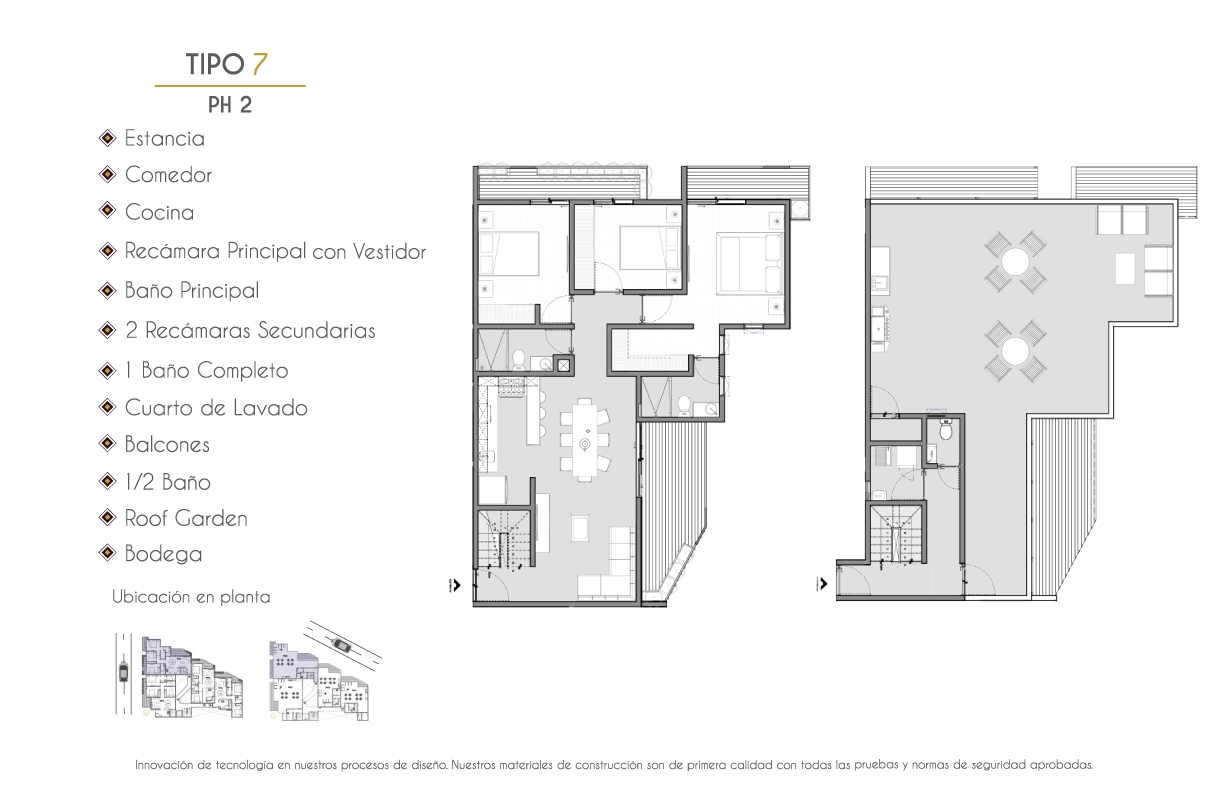 TIPO 7
PH 2
Estancia
Comedor
Cocina
Recámara Principal con Vestidor
Baño Principal
2 Recámaras Secundarias
1 Baño Completo
Cuarto de Lavado
Balcones
1/2 Baño
Roof Garden
Bodega
Ubicación en planta
Innovación de tecnología en nuestros procesos de diseño. Nuestros materiales de construcción son de primera calidad con todas las pruebas y normas de seguridad aprobadas.